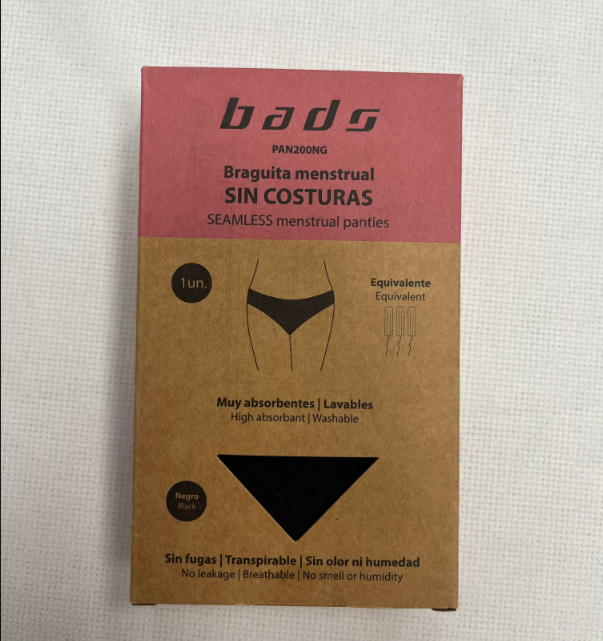 bads
PAN200NG
Braguita menstrual
SIN COSTURAS
SEAMLESS menstrual panties
1un.
Equivalente
Equivalent
Muy absorbentes | Lavables
High absorbant | Washable
Negro
Black
Sin fugas | Transpirable | Sin olor ni humedad
No leakage | Breathable | No smell or humidity